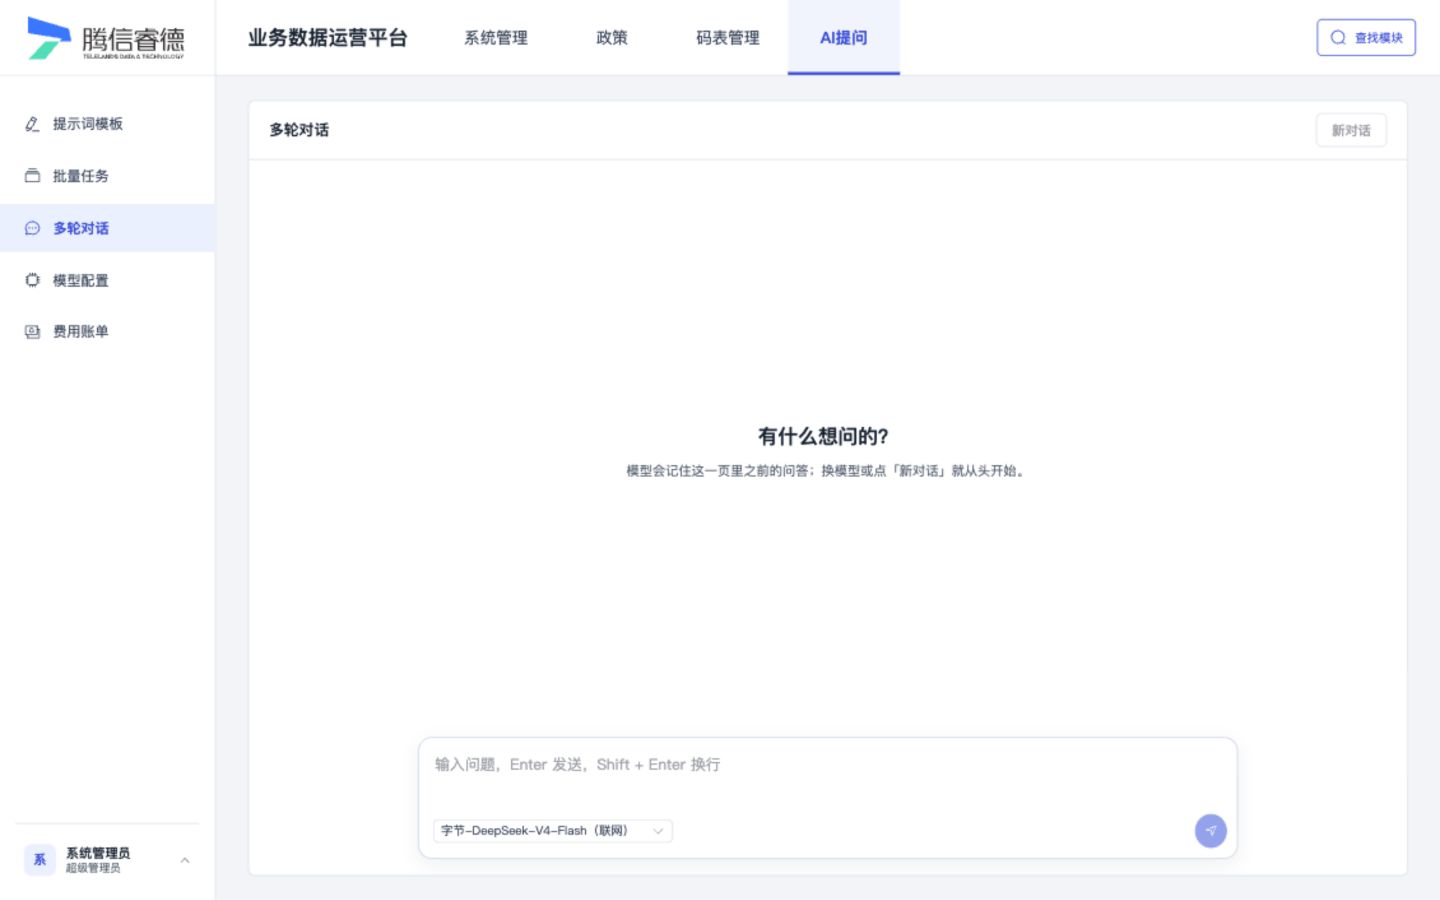 腾信睿德
TELELANDS DATA & TECHNOLOGY
业务数据运营平台
系统管理
政策
码表管理
AI提问
查找模块
提示词模板
批量任务
多轮对话
模型配置
费用账单
多轮对话
新对话
有什么想问的?
模型会记住这一页里之前的问答；换模型或点「新对话」就从头开始。
输入问题，Enter 发送，Shift + Enter 换行
字节-DeepSeek-V4-Flash（联网）
系
系统管理员
超级管理员